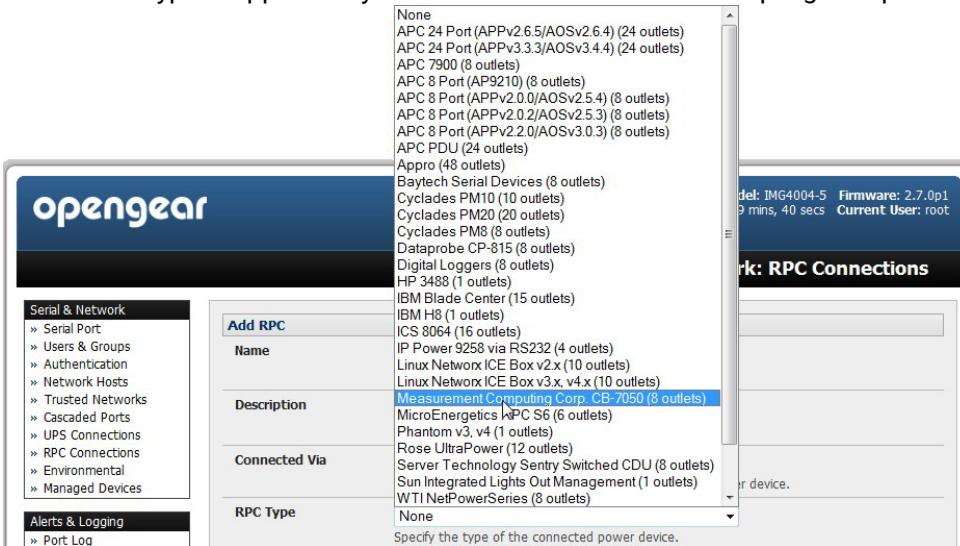 None
APC 24 Port (APPv2.6.5/AOSv2.6.4) (24 outlets)
APC 24 Port (APPv3.3.3/AOSv3.4.4) (24 outlets)
APC 7900 (8 outlets)
APC 8 Port (AP9210) (8 outlets)
APC 8 Port (APPv2.0.0/AOSv2.5.4) (8 outlets)
APC 8 Port (APPv2.0.2/AOSv2.5.3) (8 outlets)
APC 8 Port (APPv2.2.0/AOSv3.0.3) (8 outlets)
APC PDU (24 outlets)
Appro (48 outlets)
Baytech Serial Devices (8 outlets)
Cyclades PM10 (10 outlets)
Cyclades PM20 (20 outlets)
Cyclades PM8 (8 outlets)
Dataprobe CP-815 (8 outlets)
Digital Loggers (8 outlets)
HP 3488 (1 outlets)
IBM Blade Center (15 outlets)
IBM H8 (1 outlets)
ICS 8064 (16 outlets)
IP Power 9258 via RS232 (4 outlets)
Linux Networx ICE Box v2.x (10 outlets)
Linux Networx ICE Box v3.x, v4.x (10 outlets)
Measurement Computing Corp. CB-7050 (8 outlets)
MicroEnergetics PC S6 (6 outlets)
Phantom v3, v4 (1 outlets)
Rose UltraPower (12 outlets)
Server Technology Sentry Switched CDU (8 outlets)
Sun Integrated Lights Out Management (1 outlets)
WTI NetPowerSeries (8 outlets)
opengear
del: IMG4004-5 Firmware: 2.7.0p1
9 mins, 40 secs Current User: root
rk: RPC Connections
Serial & Network
» Serial Port
» Users & Groups
» Authentication
» Network Hosts
» Trusted Networks
» Cascaded Ports
» UPS Connections
» RPC Connections
» Environmental
» Managed Devices
Alerts & Logging
» Port Log
Add RPC
Name
Description
Connected Via
r device.
RPC Type
None
Specify the type of the connected power device.